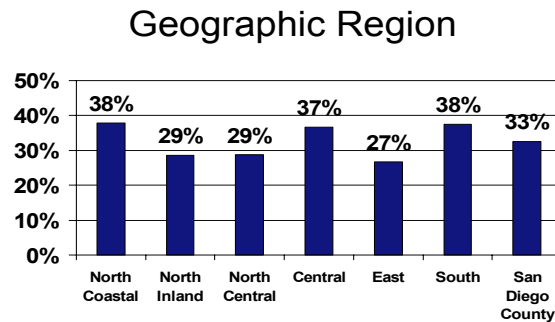 Geographic Region
50%
40%
30%
20%
10%
0%
38%
29%
29%
37%
27%
38%
33%
North
Coastal
North
Inland
North
Central
Central
East
South
San
Diego
County